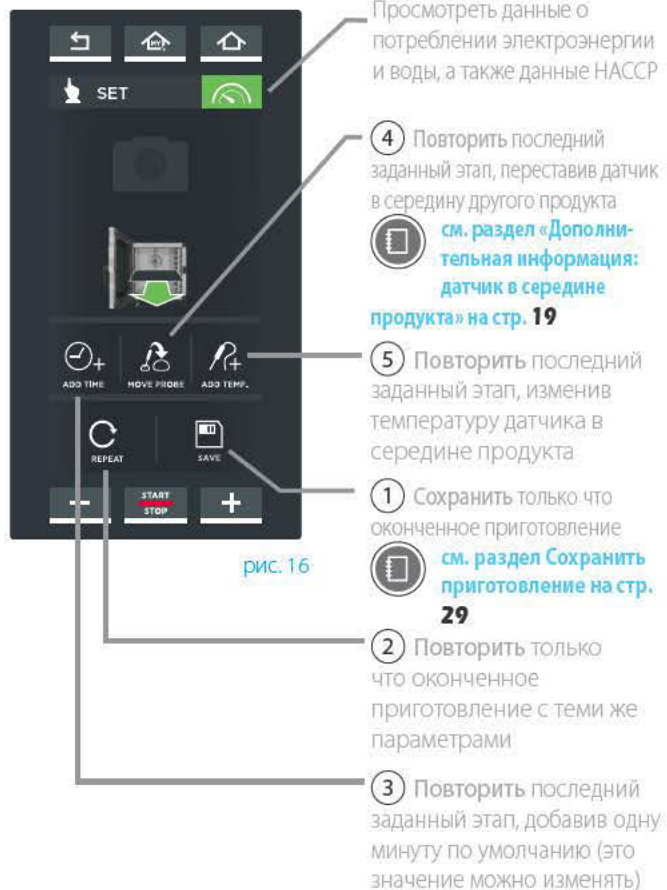 Просмотреть данные о
потреблении электроэнергии
и воды, а также данные HACCP
MY
SET
4 Повторить последний
заданный этап, переставив датчик
в середину другого продукта
см. раздел «Дополни-
тельная информация:
датчик в середине
продукта» на стр. 19
ADD TIME
MOVE PROBE
ADD TEMP.
5 Повторить последний
заданный этап, изменив
температуру датчика в
середине продукта
REPEAT
SAVE
1 Сохранить только что
оконченное приготовление
START
STOP
рис. 16
см. раздел Сохранить
приготовление на стр.
29
2 Повторить только
что оконченное
приготовление с теми же
параметрами
3 Повторить последний
заданный этап, добавив одну
минуту по умолчанию (это
значение можно изменять)